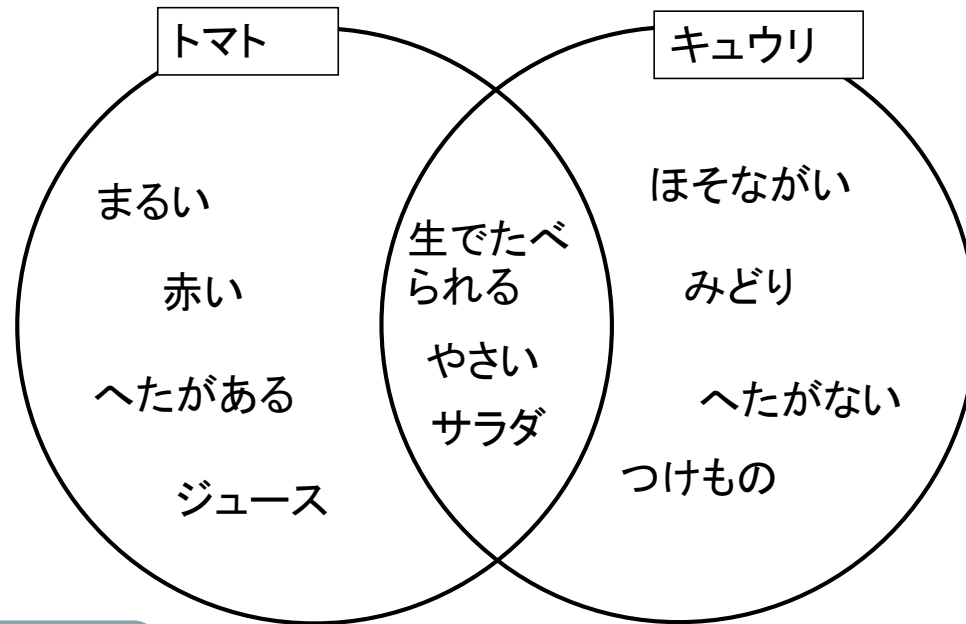 トマト
キュウリ
まるい
赤い
へたがある
ジュース
生でたべ
られる
やさい
サラダ
ほそながい
みどり
へたがない
つけもの